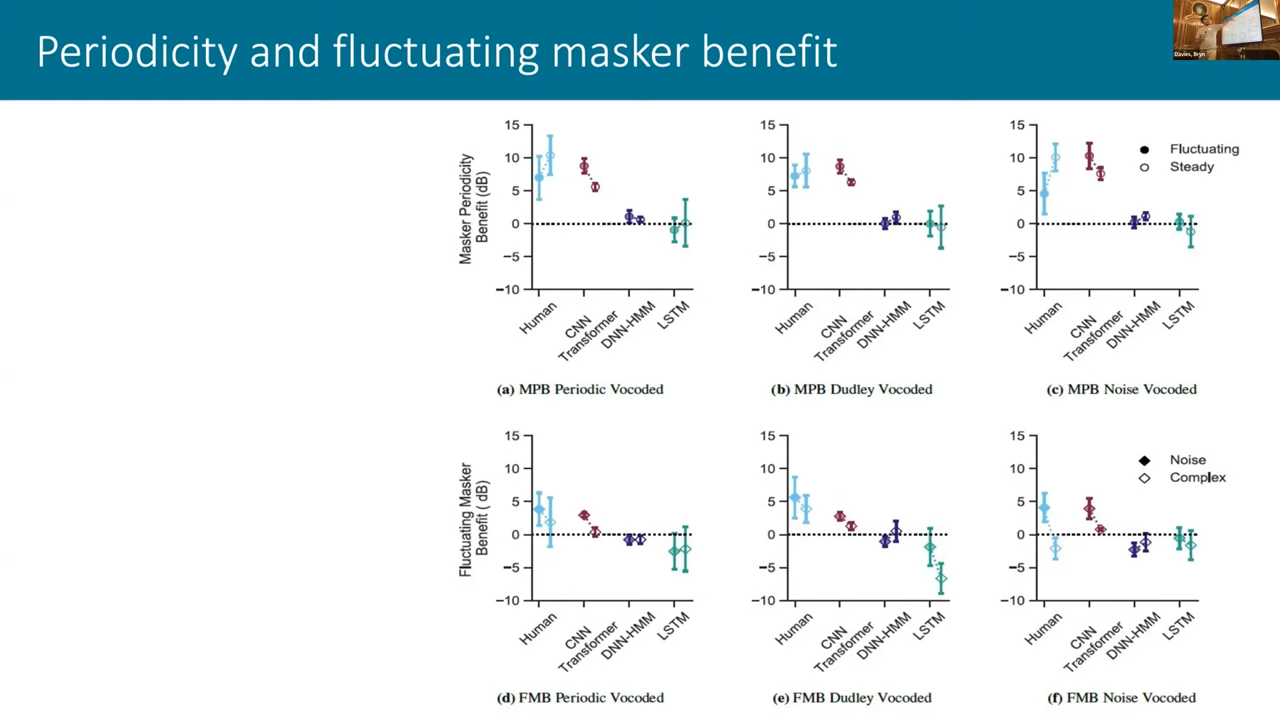 Periodicity and fluctuating masker benefit
Davies, Bryn
15
10
5
0
−5
−10
Masker Periodicity
Benefit (dB)
Human
CNN
Transformer
DNN-HMM
LSTM
(a) MPB Periodic Vocoded
15
10
5
0
−5
−10
Human
CNN
Transformer
DNN-HMM
LSTM
(b) MPB Dudley Vocoded
15
10
5
0
−5
−10
Fluctuating
Steady
Human
CNN
Transformer
DNN-HMM
LSTM
(c) MPB Noise Vocoded
15
10
5
0
−5
−10
Fluctuating Masker
Benefit ( dB)
Human
CNN
Transformer
DNN-HMM
LSTM
(d) FMB Periodic Vocoded
15
10
5
0
−5
−10
Human
CNN
Transformer
DNN-HMM
LSTM
(e) FMB Dudley Vocoded
15
10
5
0
−5
−10
Noise
Complex
Human
CNN
Transformer
DNN-HMM
LSTM
(f) FMB Noise Vocoded